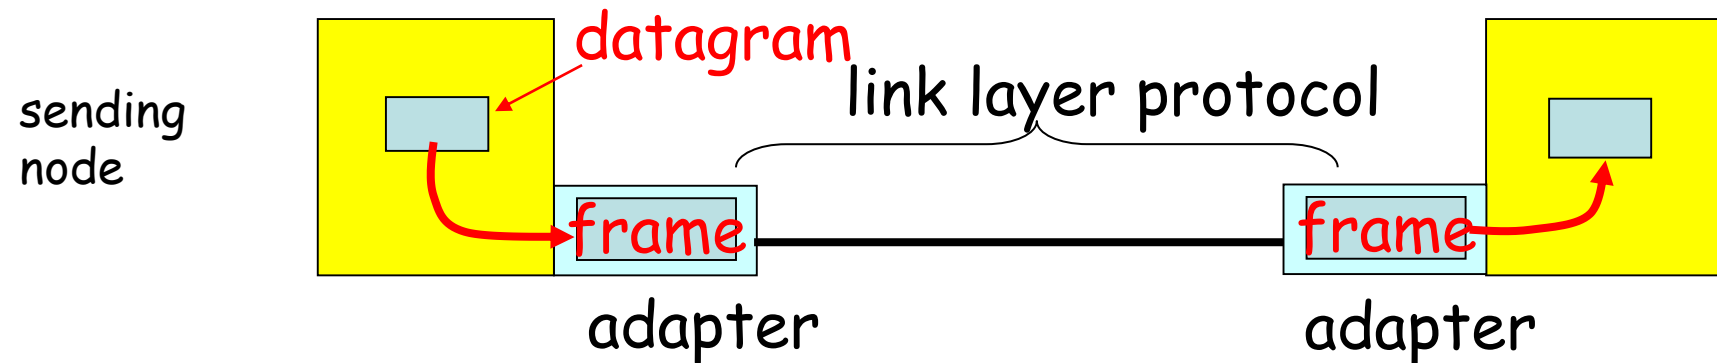 datagram
link layer protocol
sending
node
frame
frame
adapter
adapter